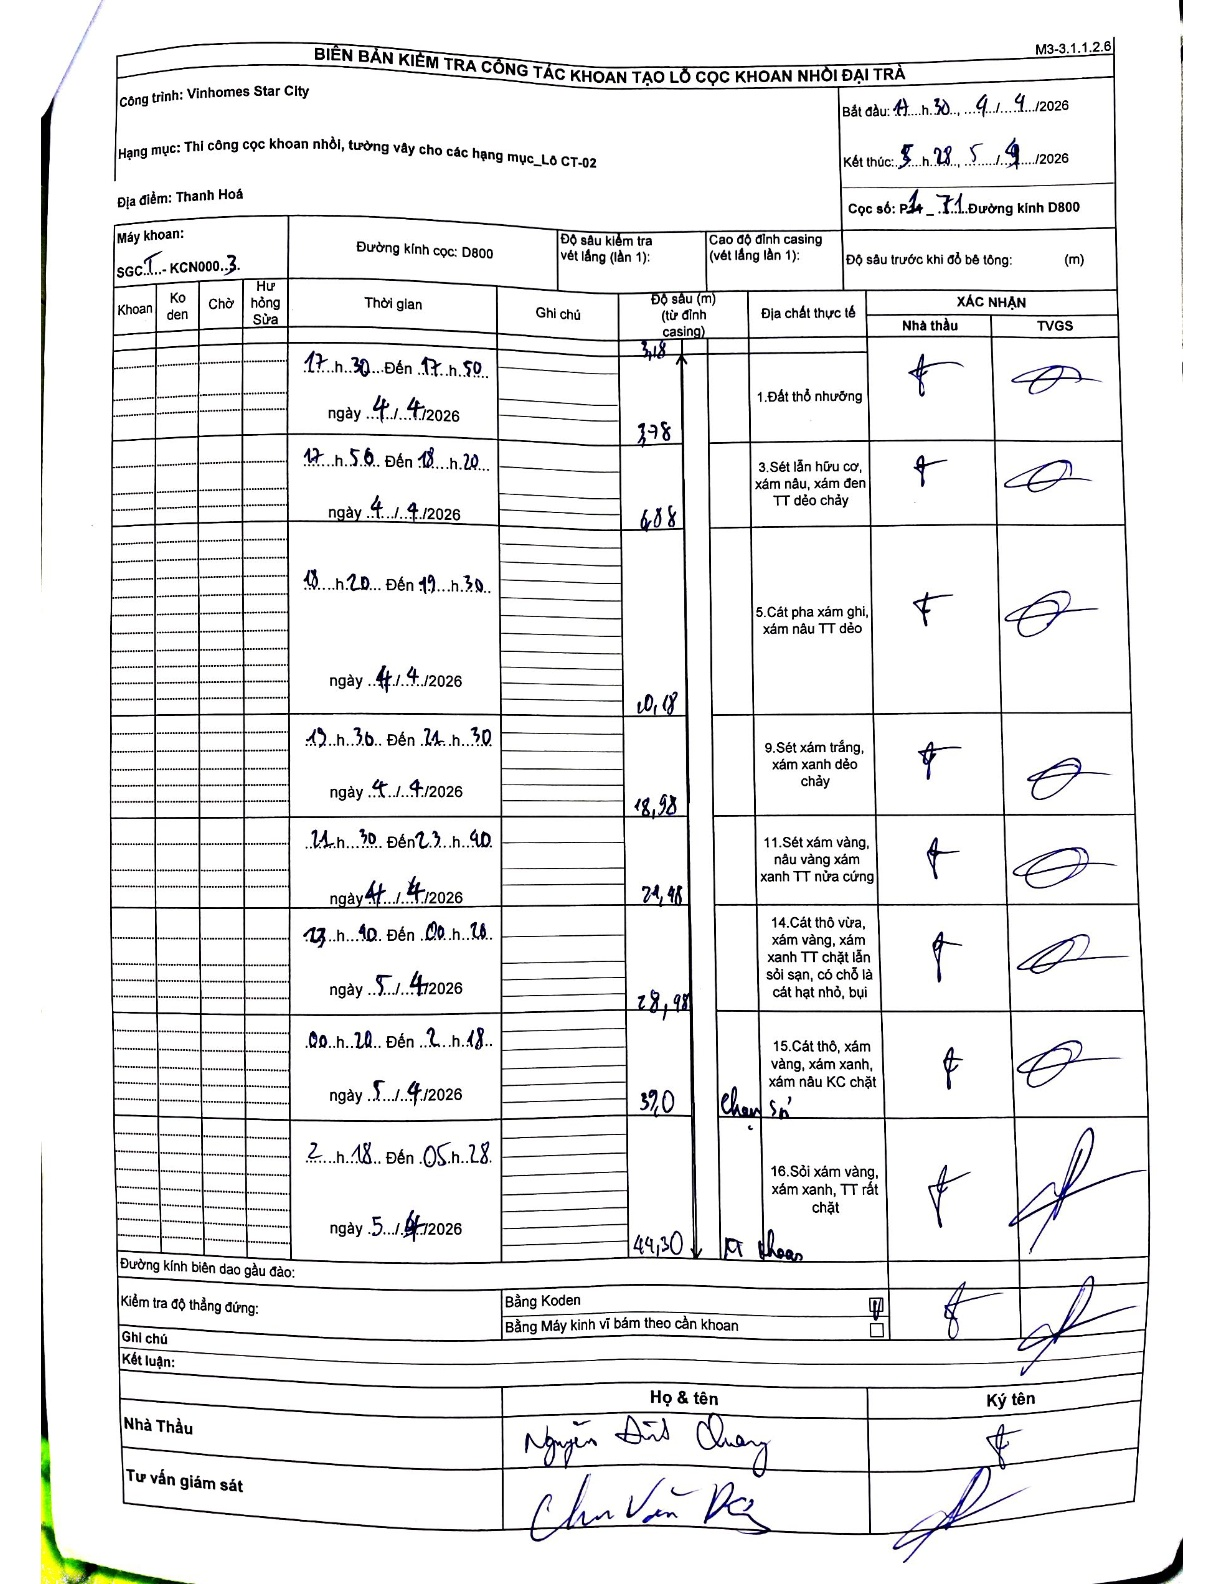 M3-3.1.1.2.6
BIÊN BẢN KIỂM TRA CÔNG TÁC KHOAN TẠO LỖ CỌC KHOAN NHỒI ĐẠI TRÀ
Công trình: Vinhomes Star City
Bắt đầu: 17...h.30.., ...4../...4.../2026
Hạng mục: Thi công cọc khoan nhồi, tường vây cho các hạng mục_Lô CT-02
Kết thúc: 5...h.28., .5..../.4.../2026
Địa điểm: Thanh Hoá
Cọc số: P14_.71.Đường kính D800
Máy khoan:
SGC.T...- KCN000..3.
Đường kính cọc: D800
Độ sâu kiểm tra vét lắng (lần 1):
Cao độ đỉnh casing (vét lắng lần 1):
Độ sâu trước khi đổ bê tông: (m)
Khoan Ko den Chờ Hư hỏng Sửa Thời gian Ghi chú Độ sâu (m) (từ đỉnh casing) Địa chất thực tế XÁC NHẬN
Nhà thầu TVGS
3,18
17...h..30...Đến .17..h.50..
1.Đất thổ nhưỡng
ngày ..4../...4../2026
3,78
17...h.50. Đến .18...h.20..
3.Sét lẫn hữu cơ, xám nâu, xám đen TT dẻo chảy
ngày ..4.../..4./2026
6,88
18....h.20... Đến .19...h.30..
5.Cát pha xám ghi, xám nâu TT dẻo
ngày ..4./..4../2026
10,18
.19..h..30.. Đến .21..h..30
9.Sét xám trắng, xám xanh dẻo chảy
ngày ..4.../..4./2026
18,98
..21.h...30. Đến 23...h..40.
11.Sét xám vàng, nâu vàng xám xanh TT nửa cứng
ngày 4.../..4./2026
21,48
23..h...40. Đến ..00.h..20..
14.Cát thô vừa, xám vàng, xám xanh TT chặt lẫn sỏi sạn, có chỗ là cát hạt nhỏ, bụi
ngày ..5../..4/2026
28,98
.00..h..20.. Đến ..2...h.18..
15.Cát thô, xám vàng, xám xanh, xám nâu KC chặt
ngày ...5.../..4./2026
39,0
Chạm sỏi
2....h..18.. Đến .05.h..28.
16.Sỏi xám vàng, xám xanh, TT rất chặt
ngày .5.../.4./2026
44,30
KT khoan
Đường kính biên dao gầu đào:
Kiểm tra độ thẳng đứng:
Bằng Koden
Bằng Máy kinh vĩ bám theo cần khoan
Ghi chú
Kết luận:
Họ & tên Ký tên
Nhà Thầu
Nguyễn Đức Quang
Tư vấn giám sát
Chu Văn